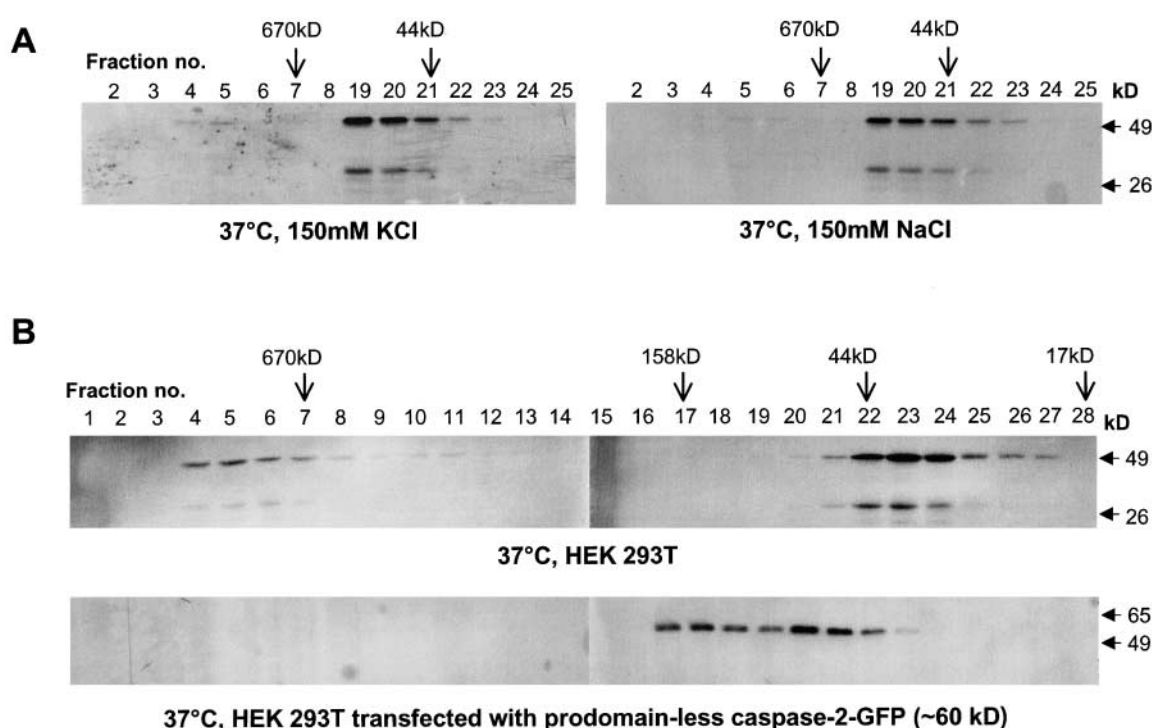 A
670kD 44kD 670kD 44kD
Fraction no.
2 3 4 5 6 7 8 19 20 21 22 23 24 25 2 3 4 5 6 7 8 19 20 21 22 23 24 25 kD
49
26
37°C, 150mM KCl 37°C, 150mM NaCl
B
670kD 158kD 44kD 17kD
Fraction no.
1 2 3 4 5 6 7 8 9 10 11 12 13 14 15 16 17 18 19 20 21 22 23 24 25 26 27 28 kD
49
26
37°C, HEK 293T
65
49
37°C, HEK 293T transfected with prodomain-less caspase-2-GFP (~60 kD)